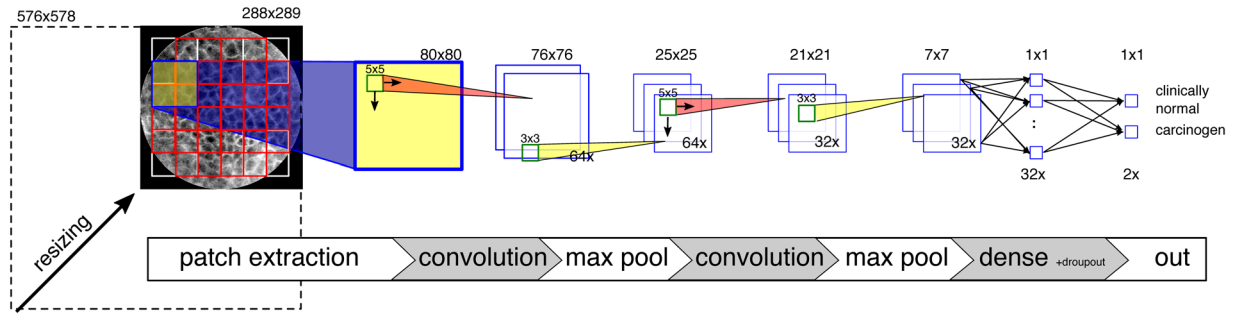 576x578
288x289
80x80
76x76
25x25
21x21
7x7
1x1
1x1
5x5
3x3
64x
5x5
64x
3x3
32x
32x
:
32x
clinically
normal
carcinogen
2x
resizing
patch extraction
convolution
max pool
convolution
max pool
dense +droupout
out